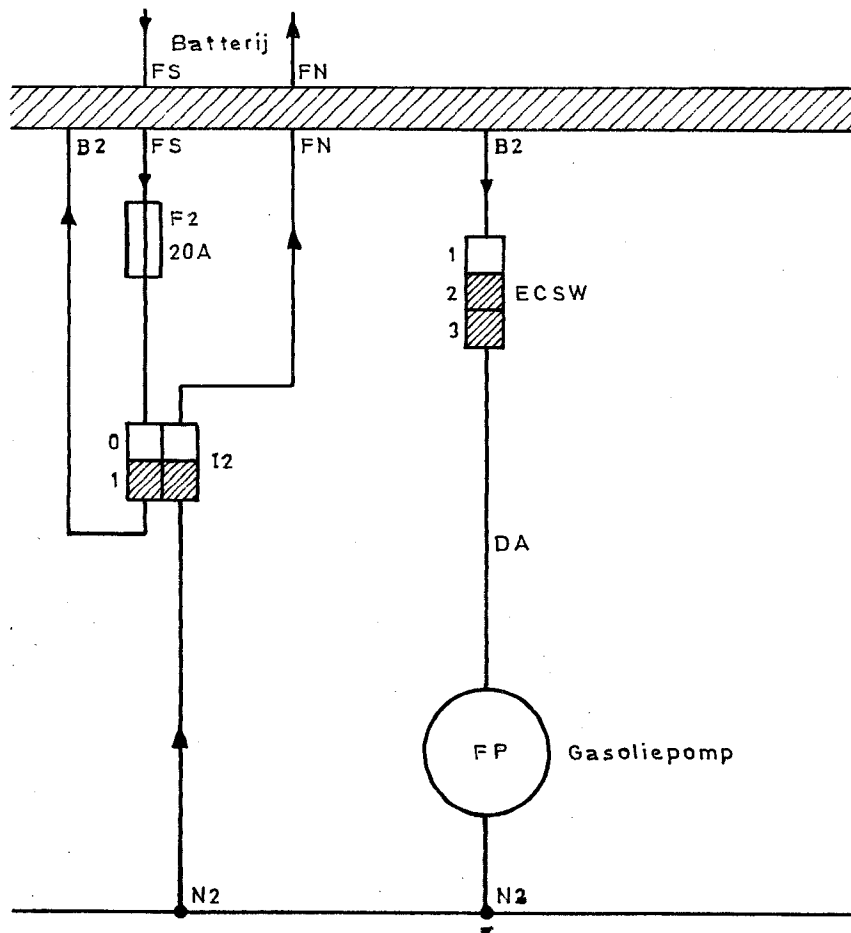 Batterij
FS FN
B2 FS FN B2
F2
20A
1
2 ECSW
3
0
I2
1
DA
FP Gasoliepomp
N2 N2